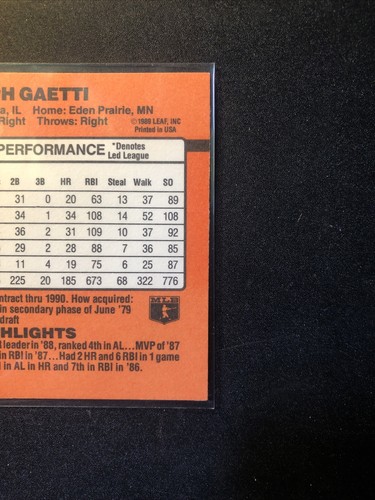 PH GAETTI
a, IL Home: Eden Prairie, MN
Right Throws: Right
©1989 LEAF, INC
Printed in USA
PERFORMANCE
*Denotes
Led League
2B 3B HR RBI Steal Walk SO
31 0 20 63 13 37 89
34 1 34 108 14 52 108
36 2 31 109 10 37 92
29 2 28 88 7 36 85
11 4 19 75 6 25 87
225 20 185 673 68 322 776
ntract thru 1990. How acquired:
in secondary phase of June '79
draft
HLIGHTS
leader in '88, ranked 4th in AL...MVP of '87
in RBI in '87...Had 2 HR and 6 RBI in 1 game
in AL in HR and 7th in RBI in '86.